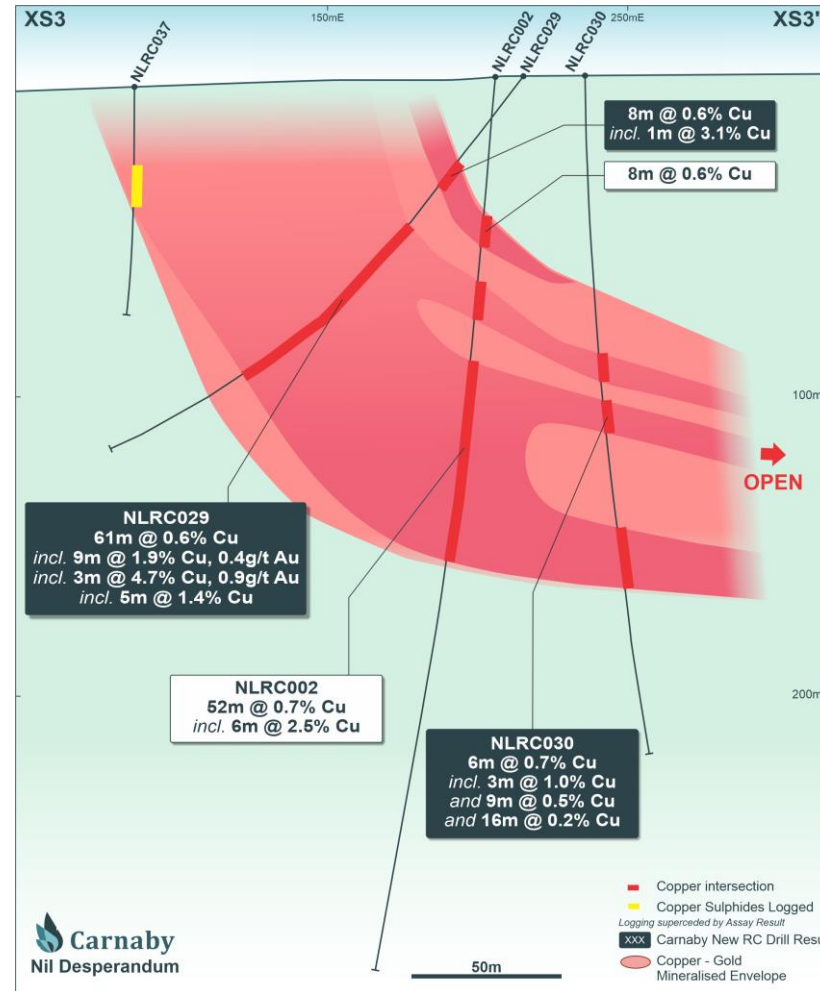 XS3
150mE
250mE
XS3'
NLRC037
NLRC002
NLRC029
NLRC030
8m @ 0.6% Cu
incl. 1m @ 3.1% Cu
8m @ 0.6% Cu
100m
OPEN
NLRC029
61m @ 0.6% Cu
incl. 9m @ 1.9% Cu, 0.4g/t Au
incl. 3m @ 4.7% Cu, 0.9g/t Au
incl. 5m @ 1.4% Cu
NLRC002
52m @ 0.7% Cu
incl. 6m @ 2.5% Cu
200m
NLRC030
6m @ 0.7% Cu
incl. 3m @ 1.0% Cu
and 9m @ 0.5% Cu
and 16m @ 0.2% Cu
Copper intersection
Copper Sulphides Logged
Logging superceded by Assay Result
XXX Carnaby New RC Drill Resu
Copper - Gold
Mineralised Envelope
Carnaby
Nil Desperandum
50m